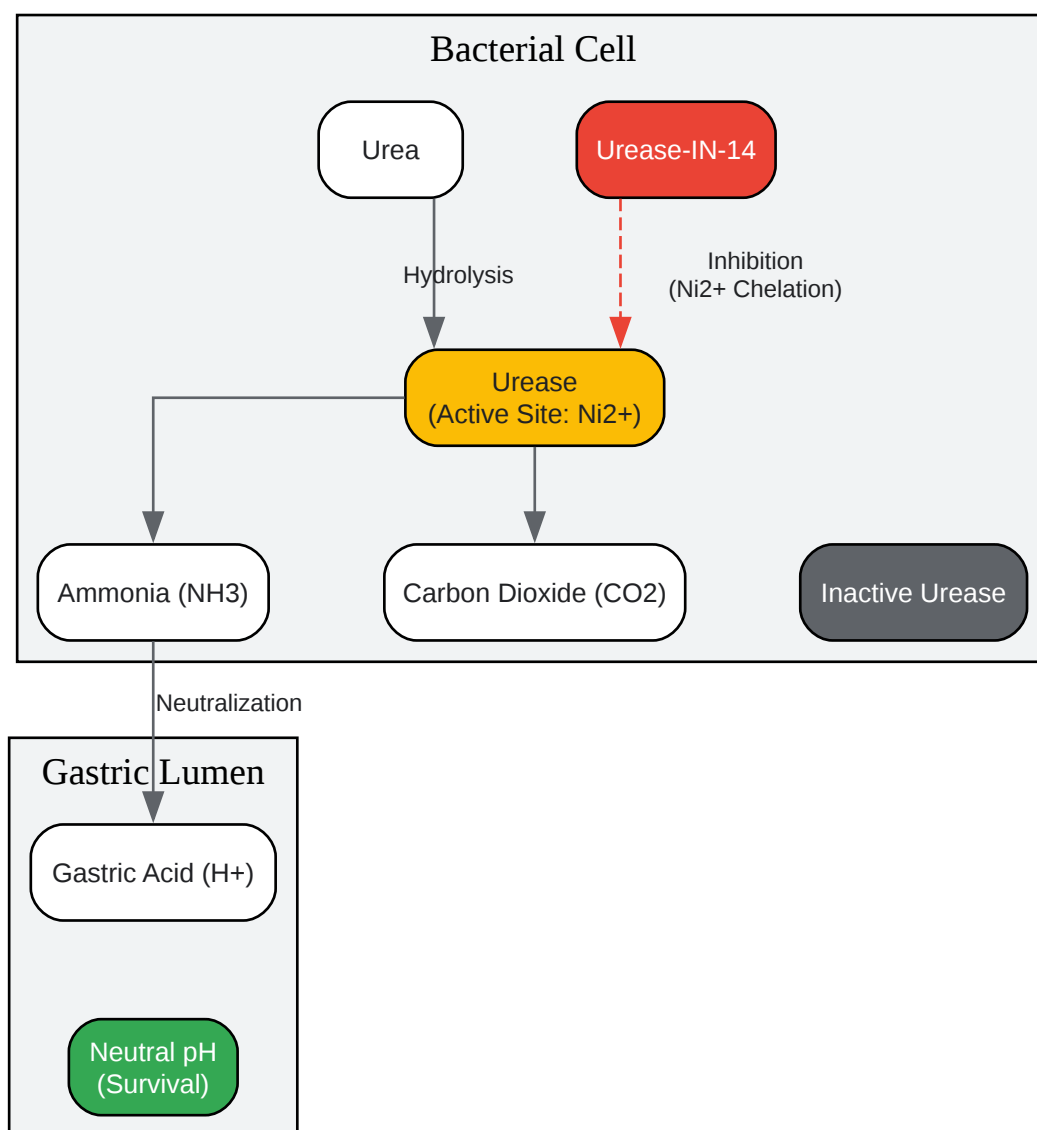 Bacterial Cell
Urea
Urease-IN-14
Hydrolysis
Inhibition
(Ni2+ Chelation)
Urease
(Active Site: Ni2+)
Ammonia (NH3)
Carbon Dioxide (CO2)
Inactive Urease
Neutralization
Gastric Lumen
Gastric Acid (H+)
Neutral pH
(Survival)